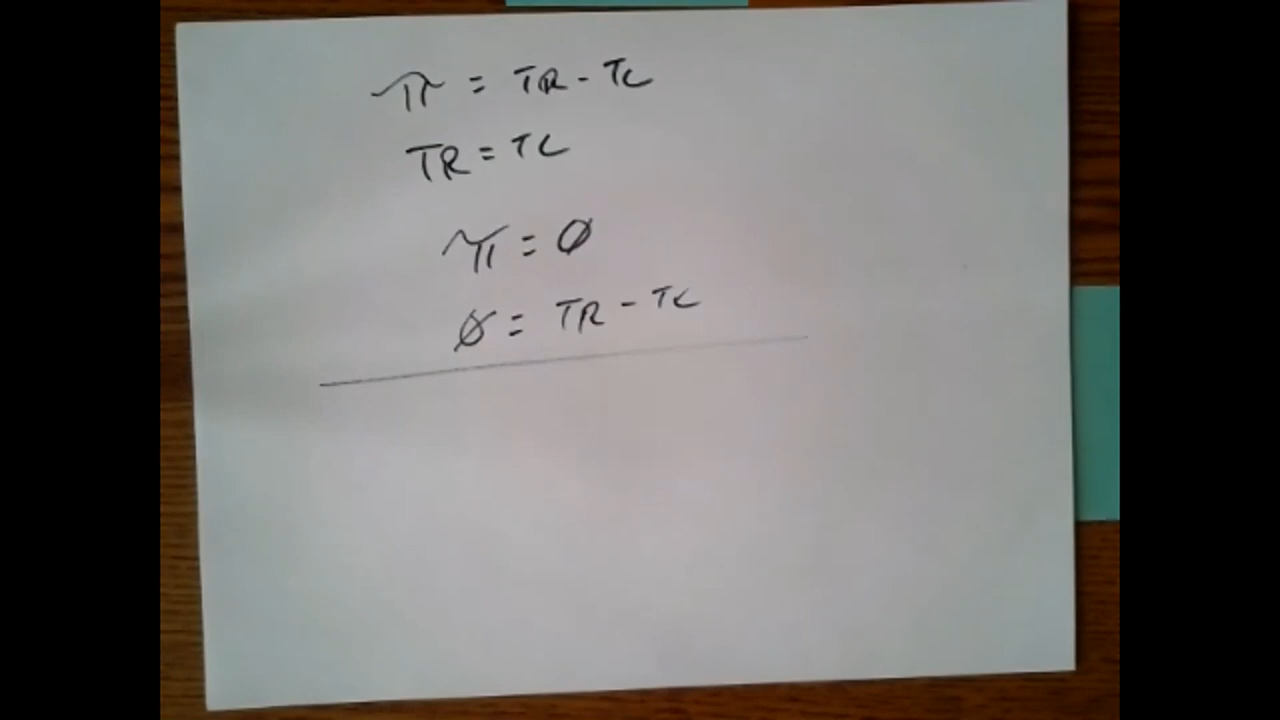 π = TR - TC
TR = TC
π = Ø
Ø = TR - TC